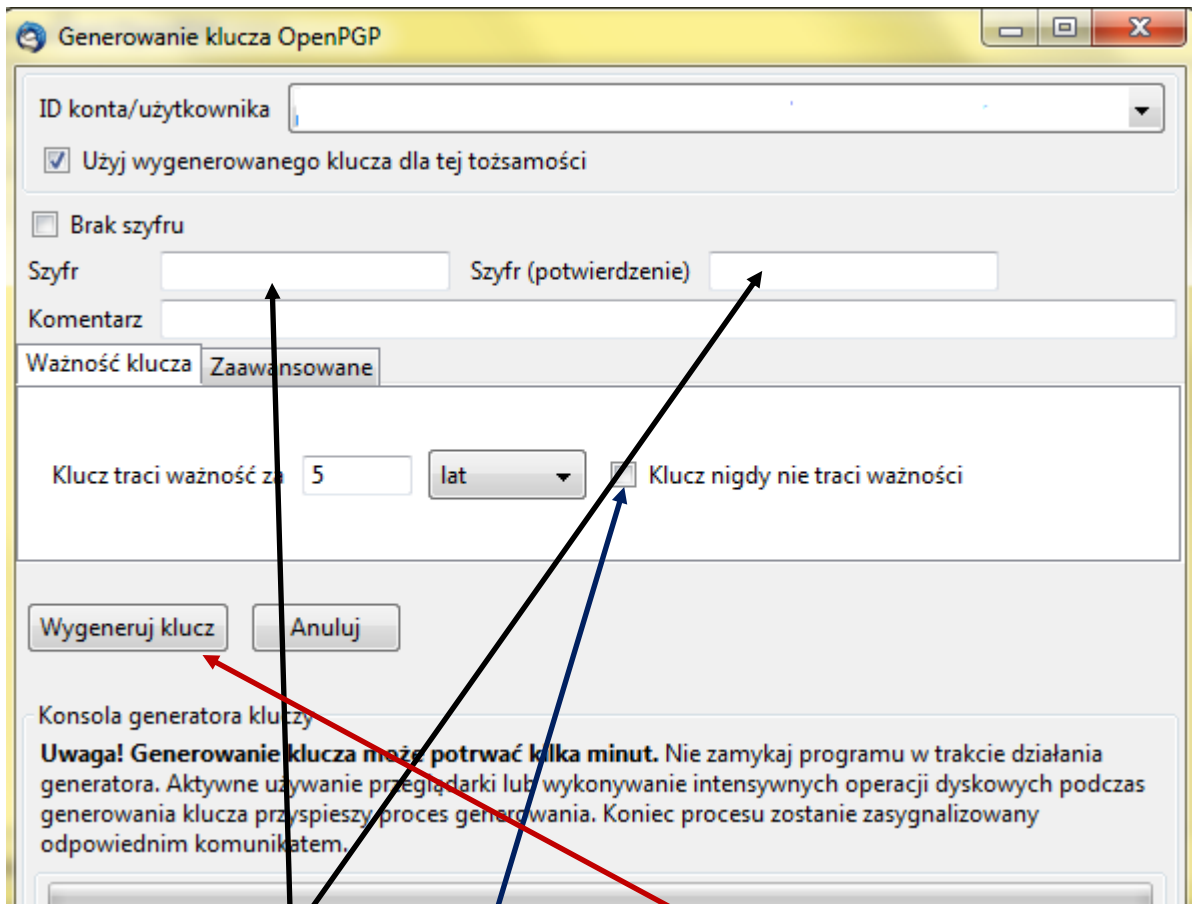 Generowanie klucza OpenPGP
ID konta/użytkownika
Użyj wygenerowanego klucza dla tej tożsamości
Brak szyfru
Szyfr Szyfr (potwierdzenie)
Komentarz
Ważność klucza Zaawansowane
Klucz traci ważność za 5 lat Klucz nigdy nie traci ważności
Wygeneruj klucz Anuluj
Konsola generatora kluczy
Uwaga! Generowanie klucza może potrwać kilka minut. Nie zamykaj programu w trakcie działania
generatora. Aktywne używanie przeglądarki lub wykonywanie intensywnych operacji dyskowych podczas
generowania klucza przyspieszy proces generowania. Koniec procesu zostanie zasygnalizowany
odpowiednim komunikatem.